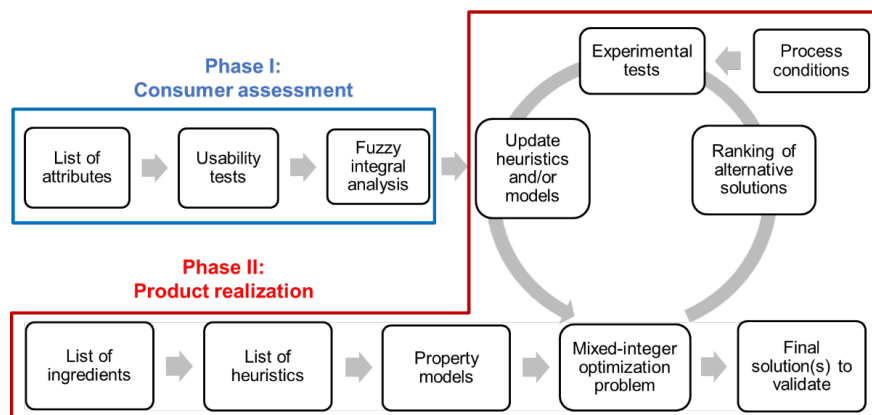 Phase I:
Consumer assessment
List of
attributes
Usability
tests
Fuzzy
integral
analysis
Experimental
tests
Process
conditions
Update
heuristics
and/or
models
Ranking of
alternative
solutions
Phase II:
Product realization
List of
ingredients
List of
heuristics
Property
models
Mixed-integer
optimization
problem
Final
solution(s) to
validate